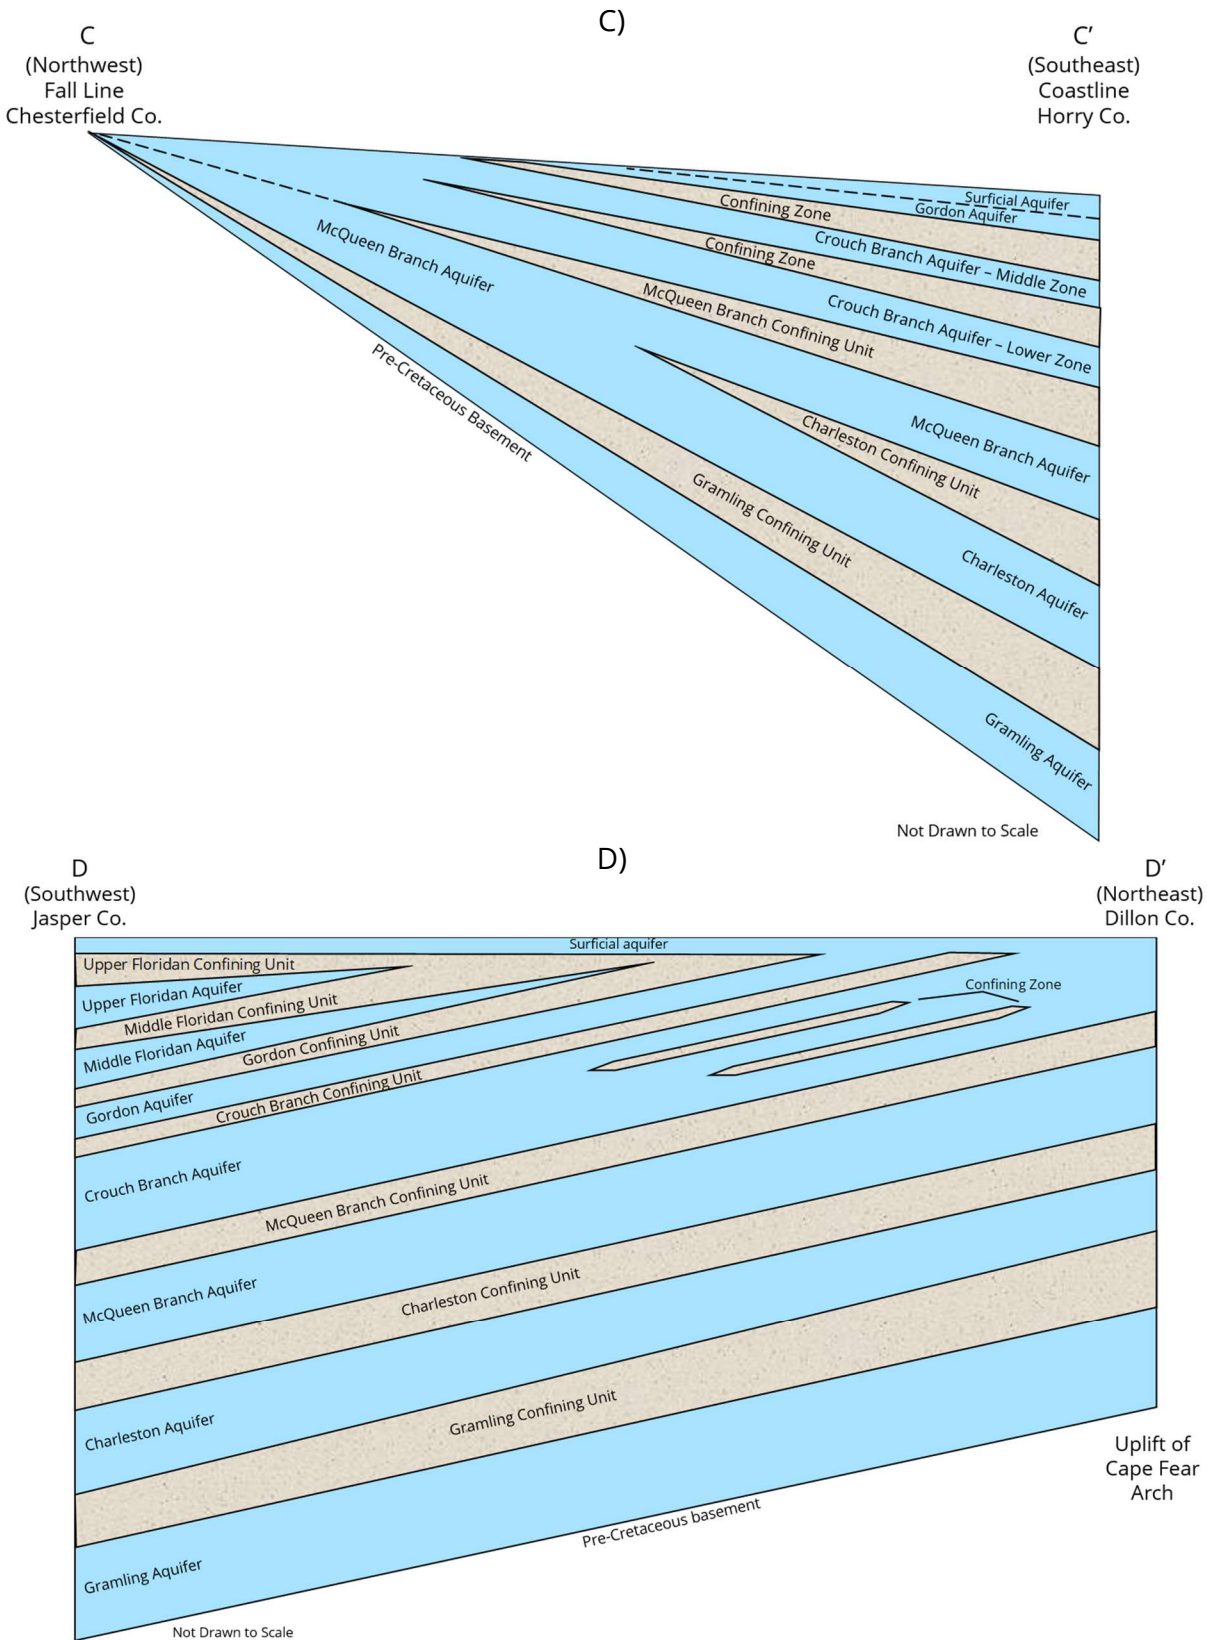 C)
C
(Northwest)
Fall Line
Chesterfield Co.
C’
(Southeast)
Coastline
Horry Co.
Surficial Aquifer
Gordon Aquifer
Confining Zone
Crouch Branch Aquifer – Middle Zone
Confining Zone
Crouch Branch Aquifer – Lower Zone
McQueen Branch Aquifer
McQueen Branch Confining Unit
Pre-Cretaceous Basement
McQueen Branch Aquifer
Charleston Confining Unit
Gramling Confining Unit
Charleston Aquifer
Gramling Aquifer
Not Drawn to Scale
D)
D
(Southwest)
Jasper Co.
D’
(Northeast)
Dillon Co.
Surficial aquifer
Upper Floridan Confining Unit
Upper Floridan Aquifer
Confining Zone
Middle Floridan Confining Unit
Middle Floridan Aquifer
Gordon Confining Unit
Gordon Aquifer
Crouch Branch Confining Unit
Crouch Branch Aquifer
McQueen Branch Confining Unit
McQueen Branch Aquifer
Charleston Confining Unit
Charleston Aquifer
Gramling Confining Unit
Uplift of
Cape Fear
Arch
Pre-Cretaceous basement
Gramling Aquifer
Not Drawn to Scale